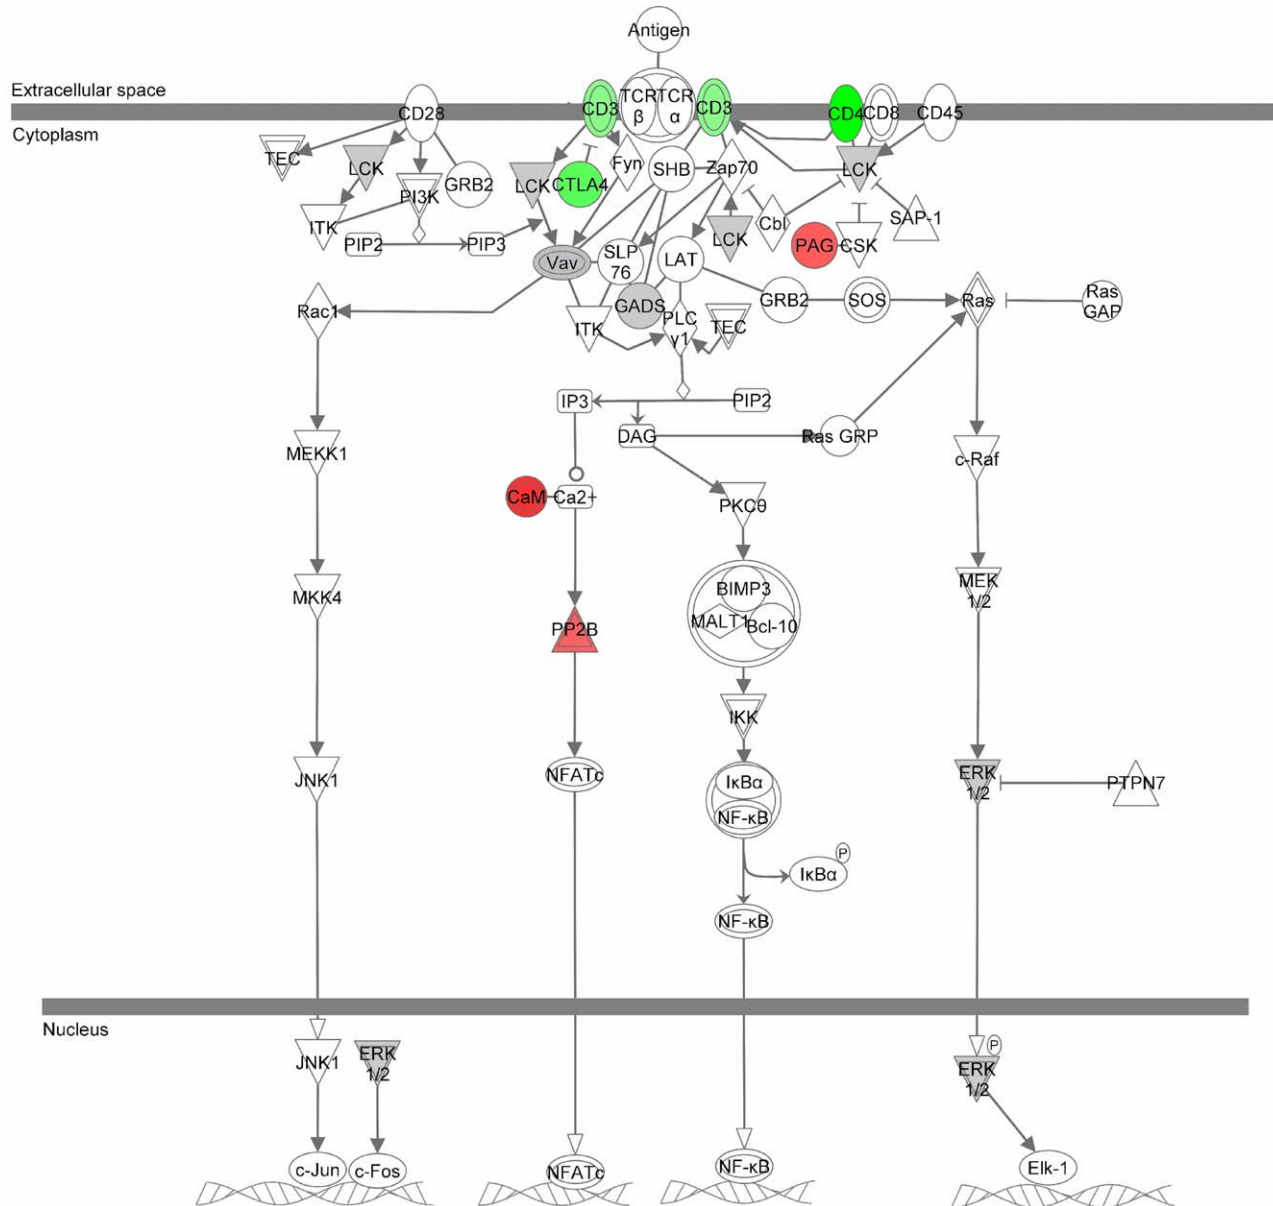 Antigen
Extracellular space
Cytoplasm
CD28
CD3
TCR
β
TCR
α
CD3
CD4
CD8
CD45
TEC
LCK
PI3K
GRB2
ITK
PIP2
PIP3
LCK
CTLA4
Fyn
SHB
Zap70
LCK
Cbl
LCK
SAP-1
PAG
CSK
Vav
SLP
76
LAT
GADS
ITK
PLC
γ1
TEC
GRB2
SOS
Ras
Ras
GAP
Rac1
IP3
PIP2
DAG
Ras GRP
MEKK1
c-Raf
CaM
Ca2+
PKCθ
MKK4
BIMP3
MALT1
Bcl-10
MEK
1/2
PP2B
IKK
JNK1
NFATc
IκBα
NF-κB
ERK
1/2
PTPN7
P
IκBα
NF-κB
Nucleus
JNK1
ERK
1/2
P
ERK
1/2
c-Jun
c-Fos
NFATc
NF-κB
Elk-1